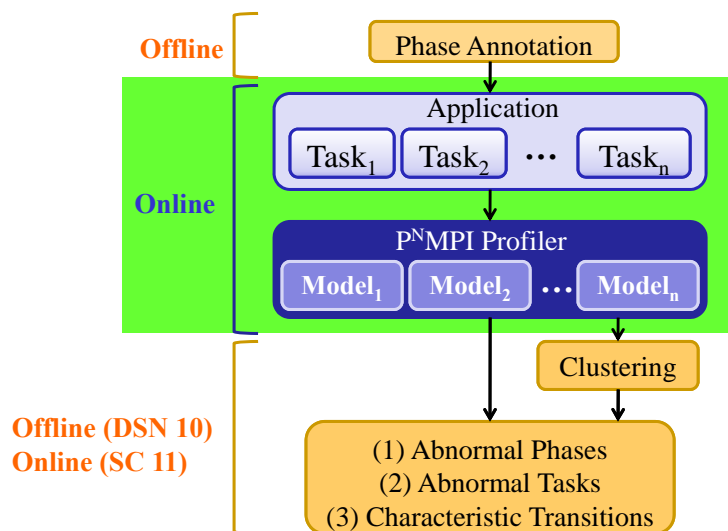 Offline
Phase Annotation
Application
Task1 Task2 ... Taskn
Online
PNMPI Profiler
Model1 Model2 ... Modeln
Clustering
Offline (DSN 10)
Online (SC 11)
(1) Abnormal Phases
(2) Abnormal Tasks
(3) Characteristic Transitions